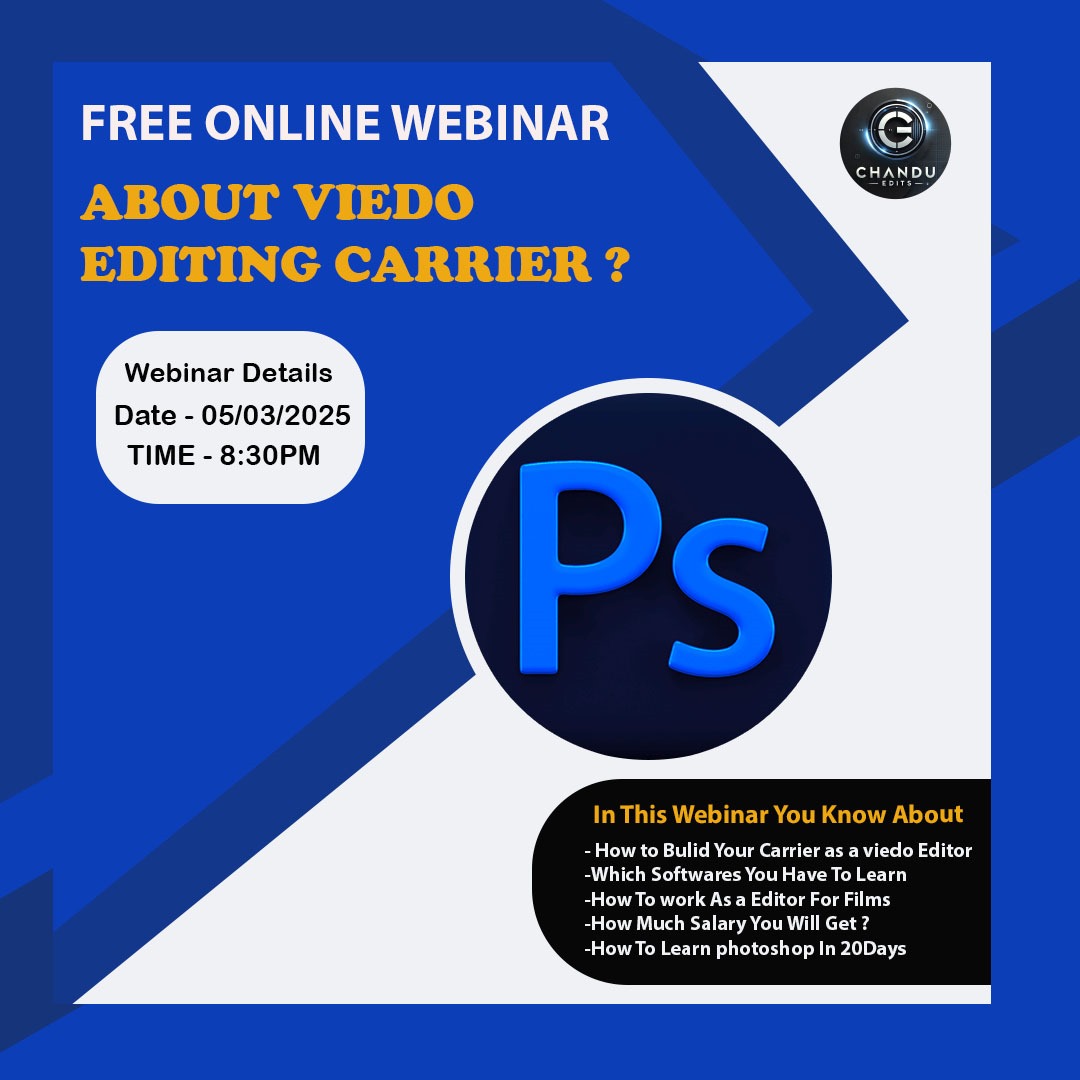 FREE ONLINE WEBINAR
ABOUT VIEDO
EDITING CARRIER ?
CHANDU
EDITS
Webinar Details
Date - 05/03/2025
TIME - 8:30PM
Ps
In This Webinar You Know About
- How to Bulid Your Carrier as a viedo Editor
-Which Softwares You Have To Learn
-How To work As a Editor For Films
-How Much Salary You Will Get ?
-How To Learn photoshop In 20Days